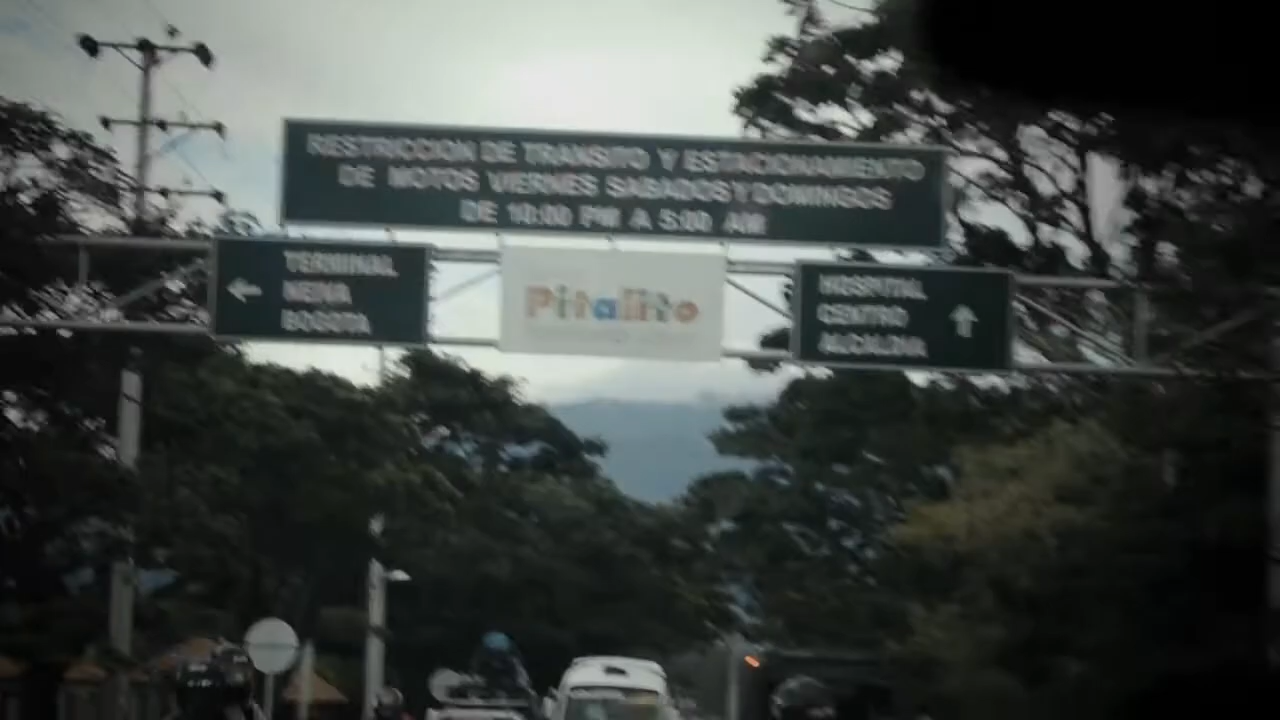 RESTRICCION DE TRANSITO Y ESTACIONAMIENTO
DE MOTOS VIERNES SABADOS Y DOMINGOS
DE 10:00 PM A 5:00 AM
TERMINAL
NEIVA
BOGOTA
Pitalito
HOSPITAL
CENTRO
ALCALDIA